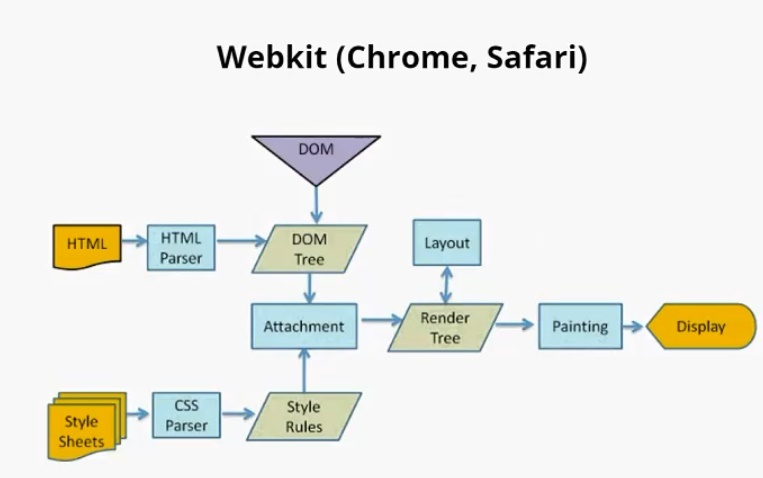 Webkit (Chrome, Safari)
DOM
HTML
HTML
Parser
DOM
Tree
Layout
Attachment
Render
Tree
Painting
Display
Style
Sheets
CSS
Parser
Style
Rules